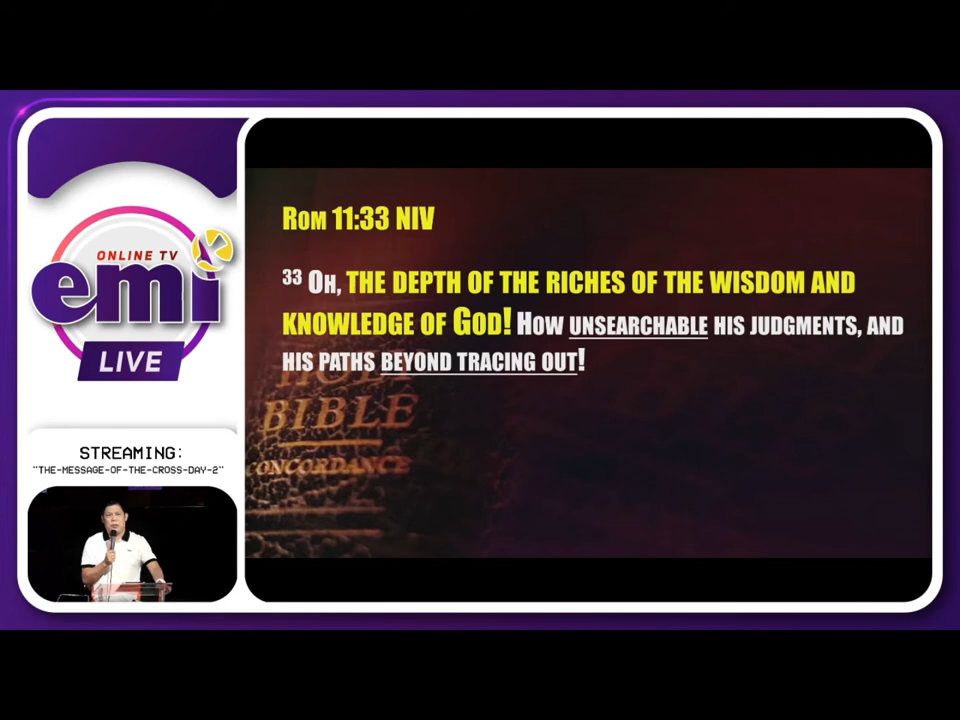 ONLINE TV
emi
LIVE
STREAMING:
"THE-MESSAGE-OF-THE-CROSS-DAY-2"
ROM 11:33 NIV
33 OH, THE DEPTH OF THE RICHES OF THE WISDOM AND
KNOWLEDGE OF GOD! HOW UNSEARCHABLE HIS JUDGMENTS, AND
HIS PATHS BEYOND TRACING OUT!
HOLY
BIBLE
CONCORDANCE